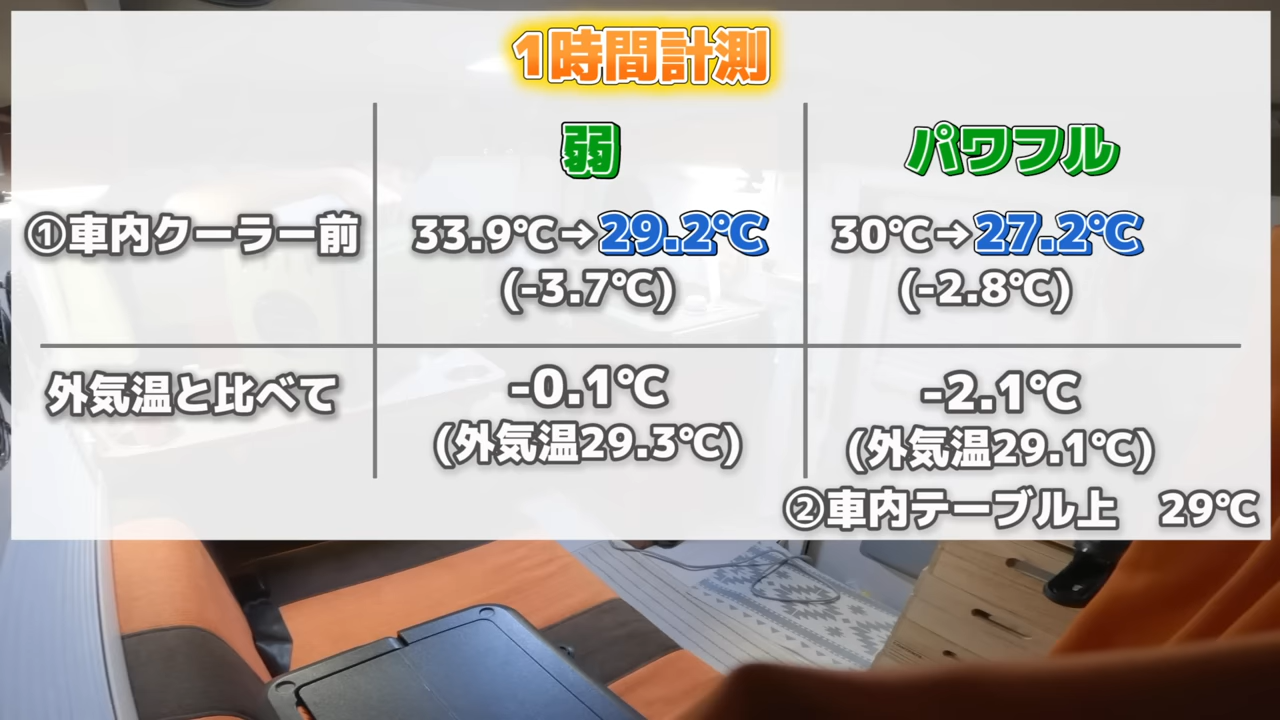 1時間計測
弱
パワフル
①車内クーラー前
33.9℃→29.2℃
(-3.7℃)
30℃→27.2℃
(-2.8℃)
外気温と比べて
-0.1℃
(外気温29.3℃)
-2.1℃
(外気温29.1℃)
②車内テーブル上　29℃